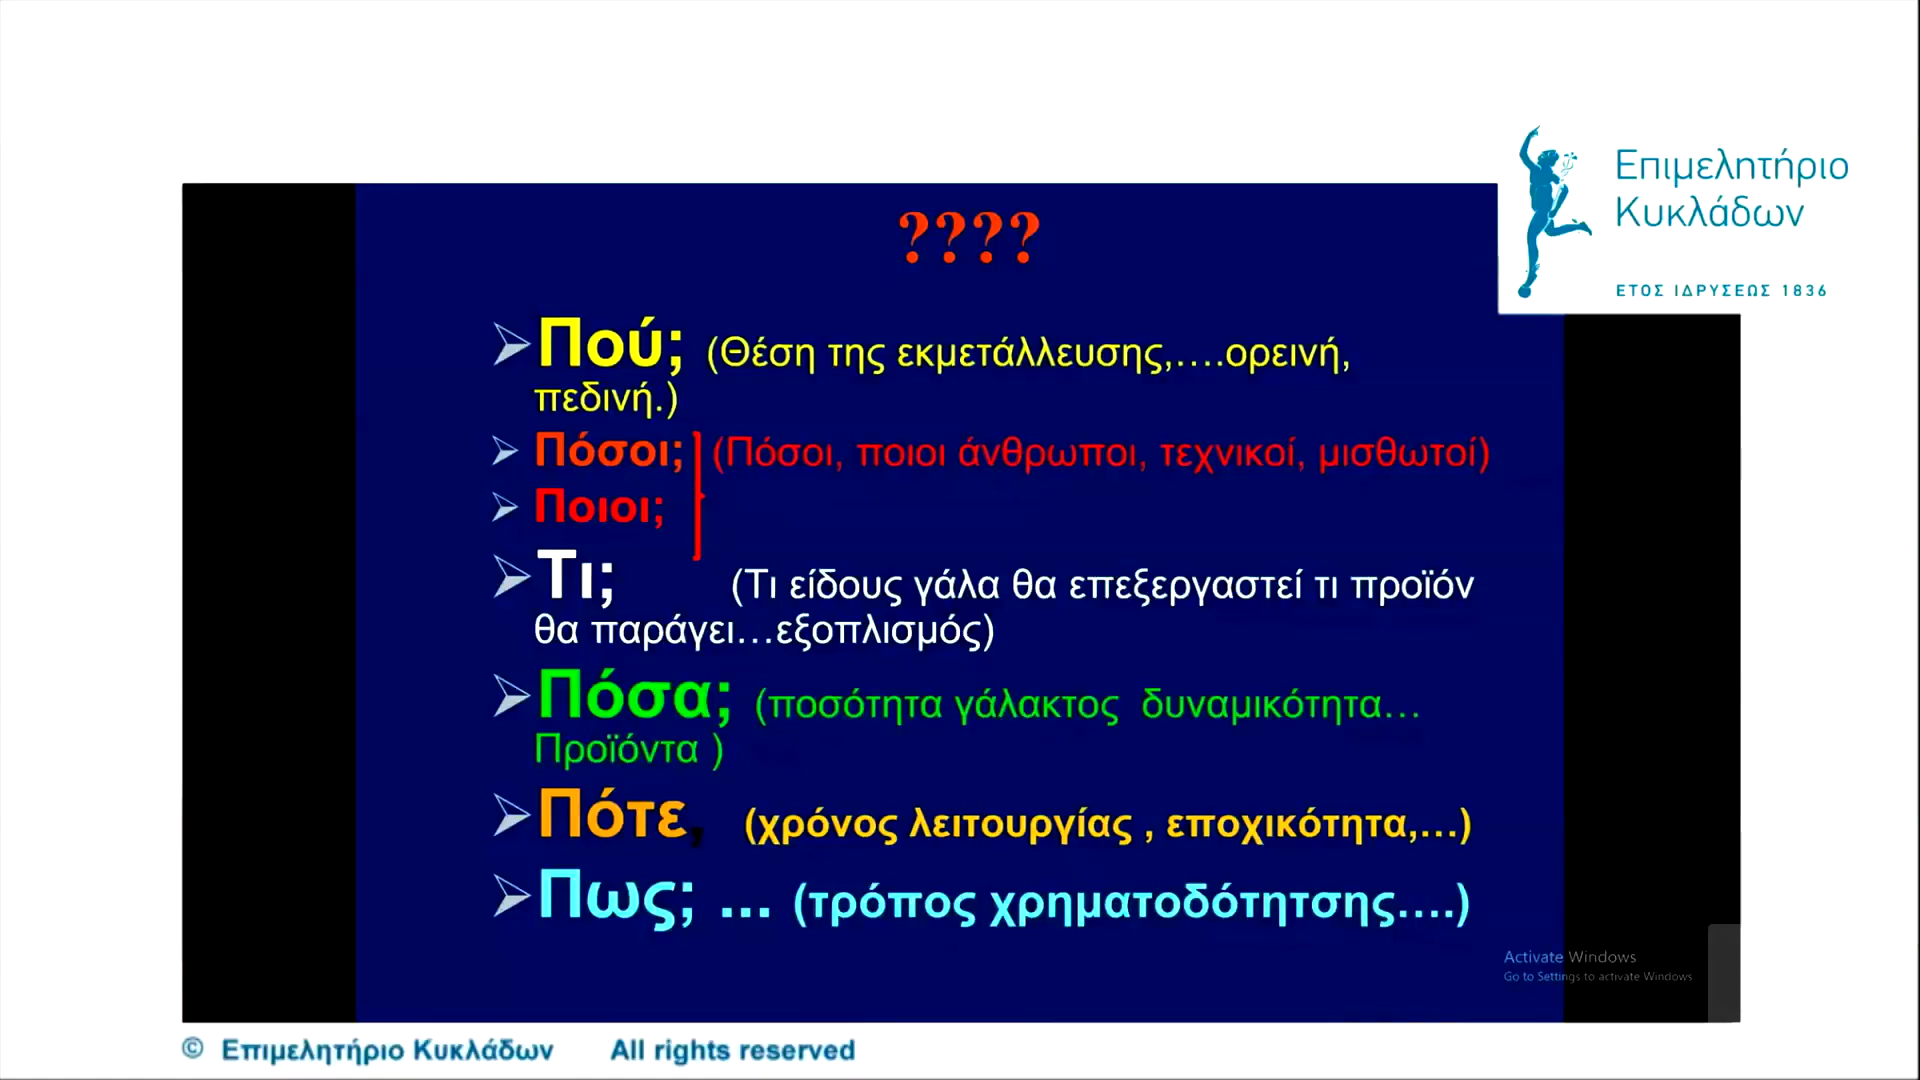 Επιμελητήριο
Κυκλάδων
ΕΤΟΣ ΙΔΡΥΣΕΩΣ 1836
????
Πού; (Θέση της εκμετάλλευσης,….ορεινή,
πεδινή.)
Πόσοι; (Πόσοι, ποιοι άνθρωποι, τεχνικοί, μισθωτοί)
Ποιοι;
Τι; (Τι είδους γάλα θα επεξεργαστεί τι προϊόν
θα παράγει…εξοπλισμός)
Πόσα; (ποσότητα γάλακτος δυναμικότητα…
Προϊόντα )
Πότε, (χρόνος λειτουργίας , εποχικότητα,…)
Πως; … (τρόπος χρηματοδότητσης….)
Activate Windows
Go to Settings to activate Windows
© Επιμελητήριο Κυκλάδων All rights reserved